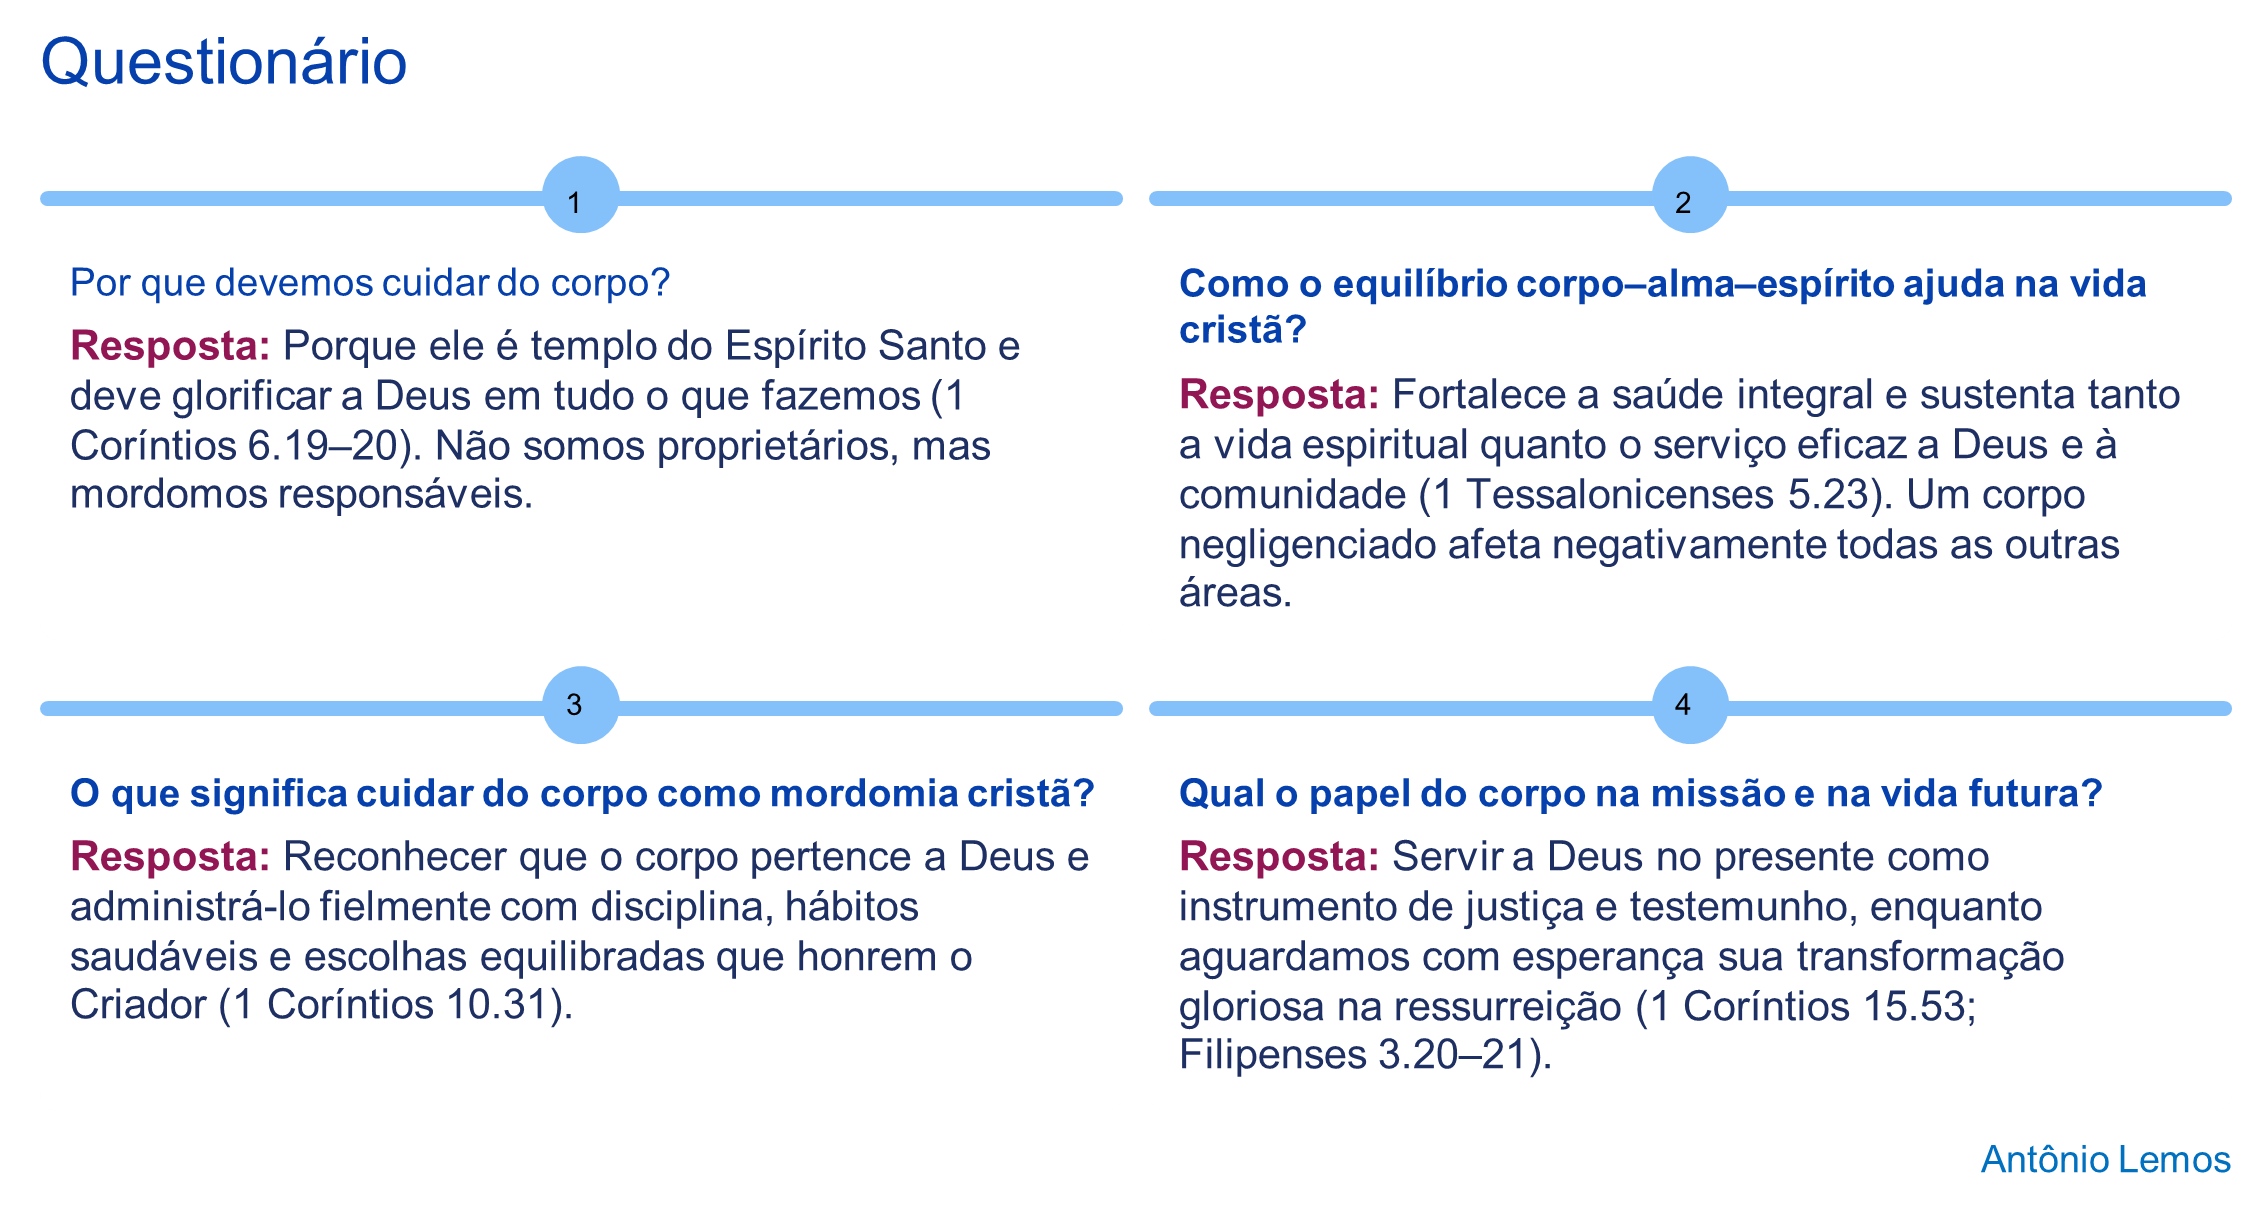 Questionário
1
Por que devemos cuidar do corpo?
Resposta: Porque ele é templo do Espírito Santo e
deve glorificar a Deus em tudo o que fazemos (1
Coríntios 6.19–20). Não somos proprietários, mas
mordomos responsáveis.
2
Como o equilíbrio corpo–alma–espírito ajuda na vida
cristã?
Resposta: Fortalece a saúde integral e sustenta tanto
a vida espiritual quanto o serviço eficaz a Deus e à
comunidade (1 Tessalonicenses 5.23). Um corpo
negligenciado afeta negativamente todas as outras
áreas.
3
O que significa cuidar do corpo como mordomia cristã?
Resposta: Reconhecer que o corpo pertence a Deus e
administrá-lo fielmente com disciplina, hábitos
saudáveis e escolhas equilibradas que honrem o
Criador (1 Coríntios 10.31).
4
Qual o papel do corpo na missão e na vida futura?
Resposta: Servir a Deus no presente como
instrumento de justiça e testemunho, enquanto
aguardamos com esperança sua transformação
gloriosa na ressurreição (1 Coríntios 15.53;
Filipenses 3.20–21).
Antônio Lemos